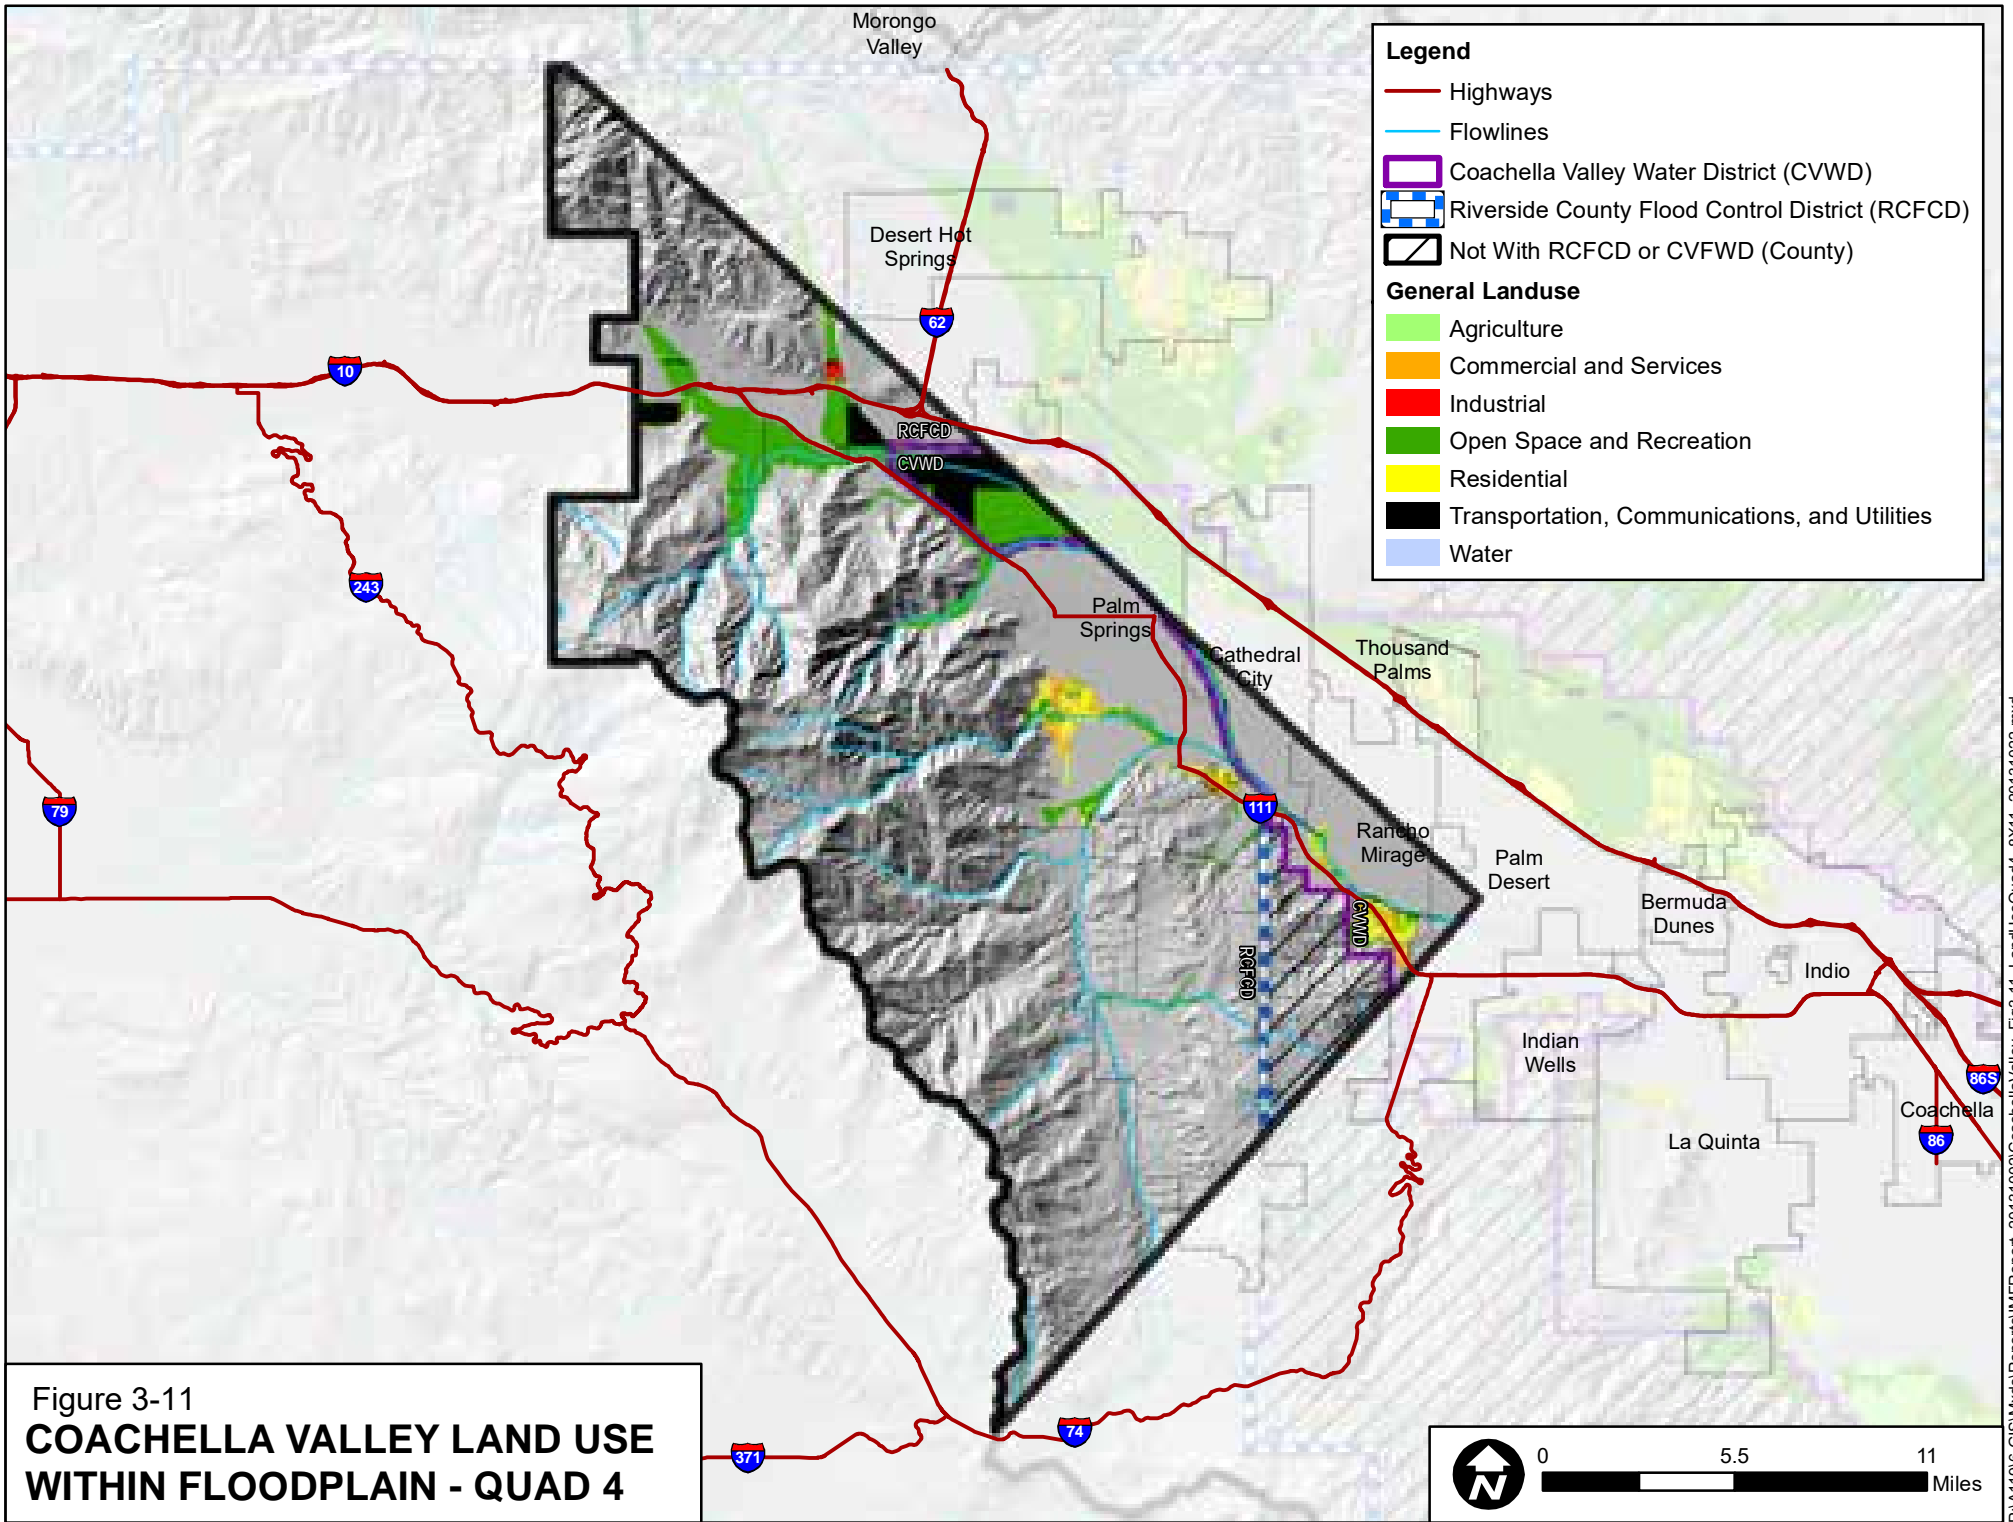 Morongo
Valley
Legend
Highways
Flowlines
Coachella Valley Water District (CVWD)
Riverside County Flood Control District (RCFCD)
Not With RCFCD or CVFWD (County)
General Landuse
Agriculture
Commercial and Services
Industrial
Open Space and Recreation
Residential
Transportation, Communications, and Utilities
Water
Desert Hot
Springs
62
10
RCFCD
CVWD
243
Palm
Springs
Cathedral
City
Thousand
Palms
79
111
Rancho
Mirage
Palm
Desert
Bermuda
Dunes
CVWD
RCFCD
Indio
Indian
Wells
86S
Coachella
86
La Quinta
Figure 3-11
COACHELLA VALLEY LAND USE
WITHIN FLOODPLAIN - QUAD 4
371
74
N
0 5.5 11
Miles